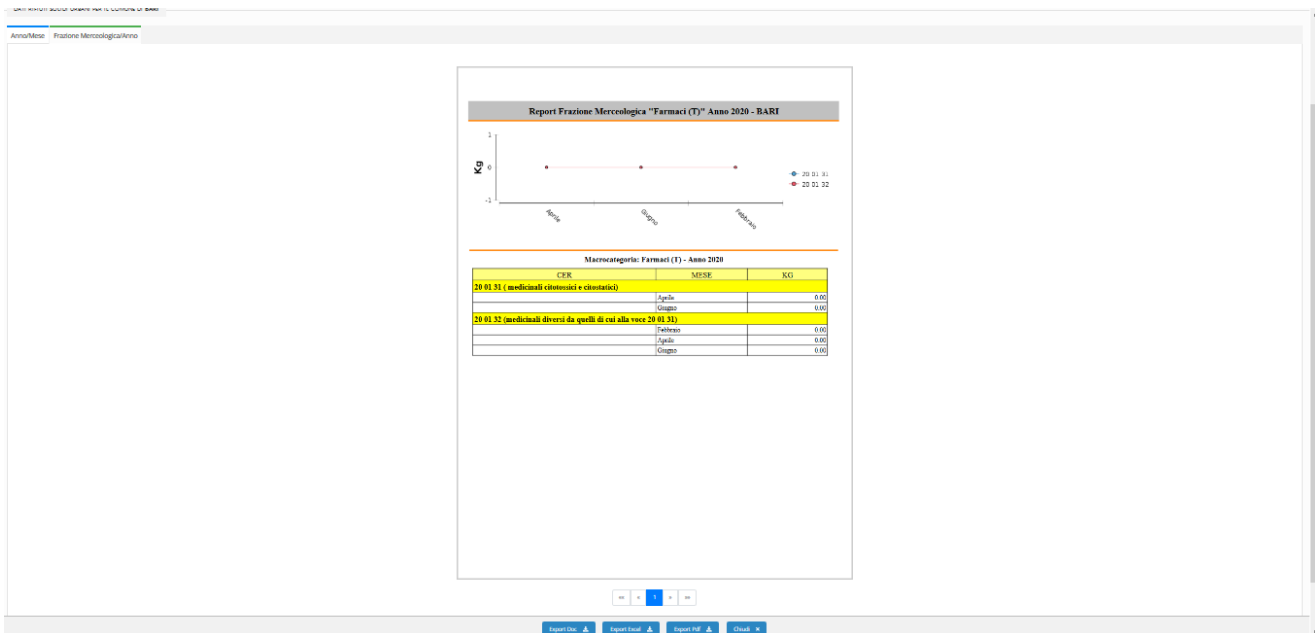 Anno/Mese Frazione Merceologica/Anno
Report Frazione Merceologica "Farmaci (T)" Anno 2020 - BARI
1
Kg
0
-1
Aprile Giugno Febbraio
20 01 31
20 01 32
Macrocategoria: Farmaci (T) - Anno 2020
CER MESE KG
20 01 31 ( medicinali citotossici e citostatici)
Aprile 0.00
Giugno 0.00
20 01 32 (medicinali diversi da quelli di cui alla voce 20 01 31)
Febbraio 0.00
Aprile 0.00
Giugno 0.00
1
Export Doc Export Excel Export Pdf Chiudi